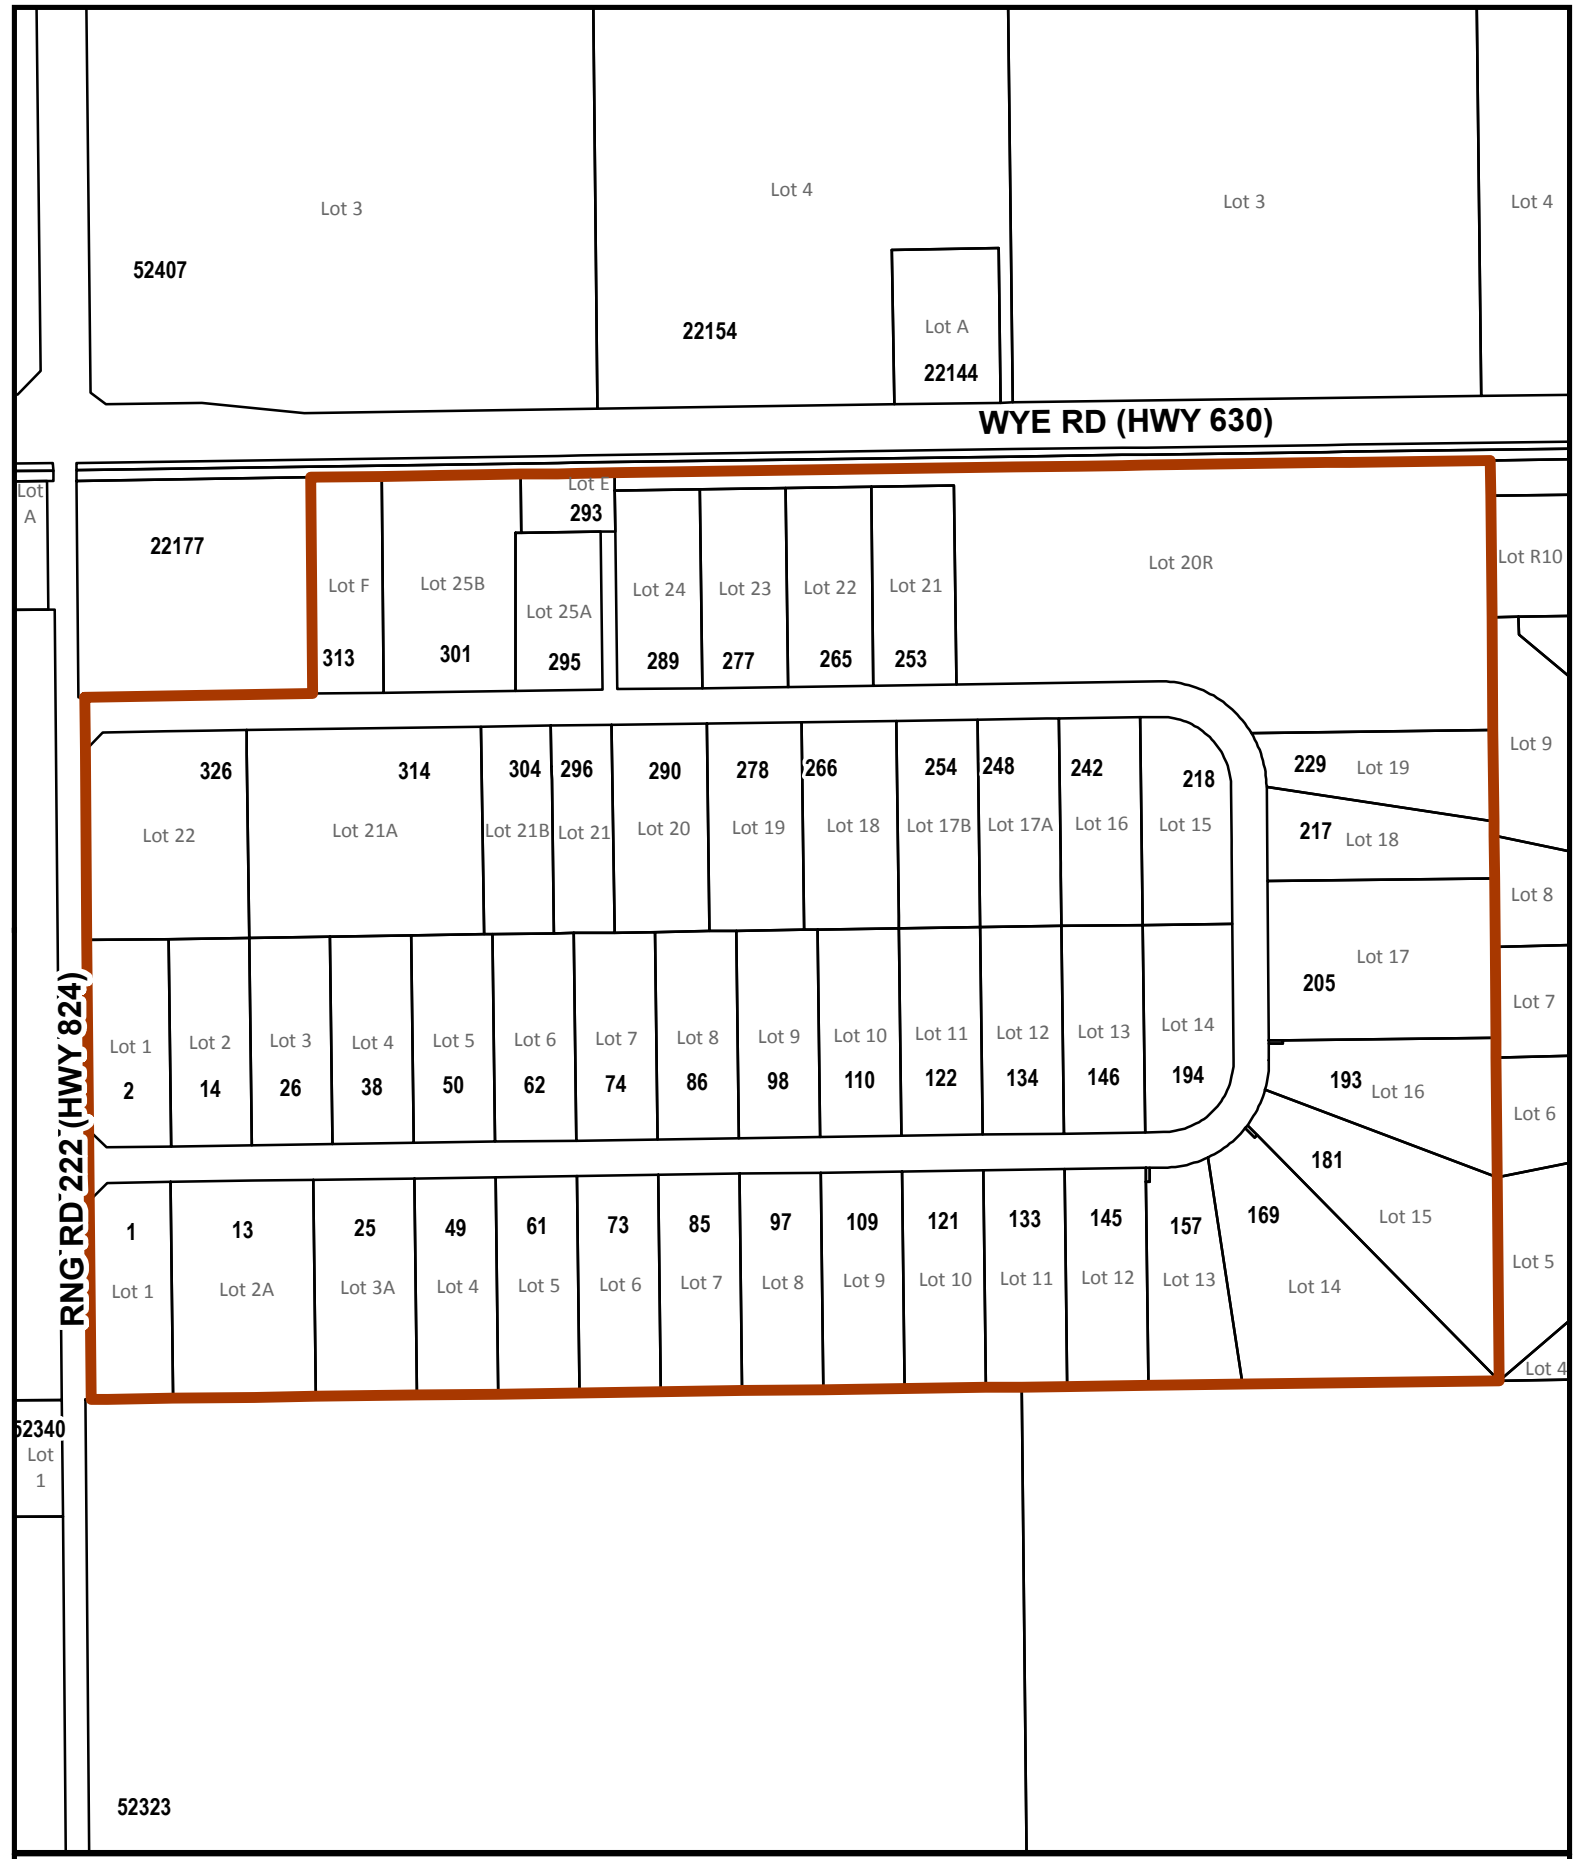 Lot 3
Lot 4
Lot 3
Lot 4
52407
22154
Lot A
22144
WYE RD (HWY 630)
Lot
A
22177
Lot E
293
Lot F
313
Lot 25B
301
Lot 25A
295
Lot 24
289
Lot 23
277
Lot 22
265
Lot 21
253
Lot 20R
Lot R10
Lot 9
326
Lot 22
314
Lot 21A
304
Lot 21B
296
Lot 21
290
Lot 20
278
Lot 19
266
Lot 18
254
Lot 17B
248
Lot 17A
242
Lot 16
218
Lot 15
229
Lot 19
217
Lot 18
Lot 8
Lot 17
205
Lot 7
RNG RD 222 (HWY 824)
Lot 1
2
Lot 2
14
Lot 3
26
Lot 4
38
Lot 5
50
Lot 6
62
Lot 7
74
Lot 8
86
Lot 9
98
Lot 10
110
Lot 11
122
Lot 12
134
Lot 13
146
Lot 14
194
193
Lot 16
Lot 6
181
Lot 15
169
Lot 14
Lot 5
Lot 4
1
Lot 1
13
Lot 2A
25
Lot 3A
49
Lot 4
61
Lot 5
73
Lot 6
85
Lot 7
97
Lot 8
109
Lot 9
121
Lot 10
133
Lot 11
145
Lot 12
157
Lot 13
52340
Lot
1
52323